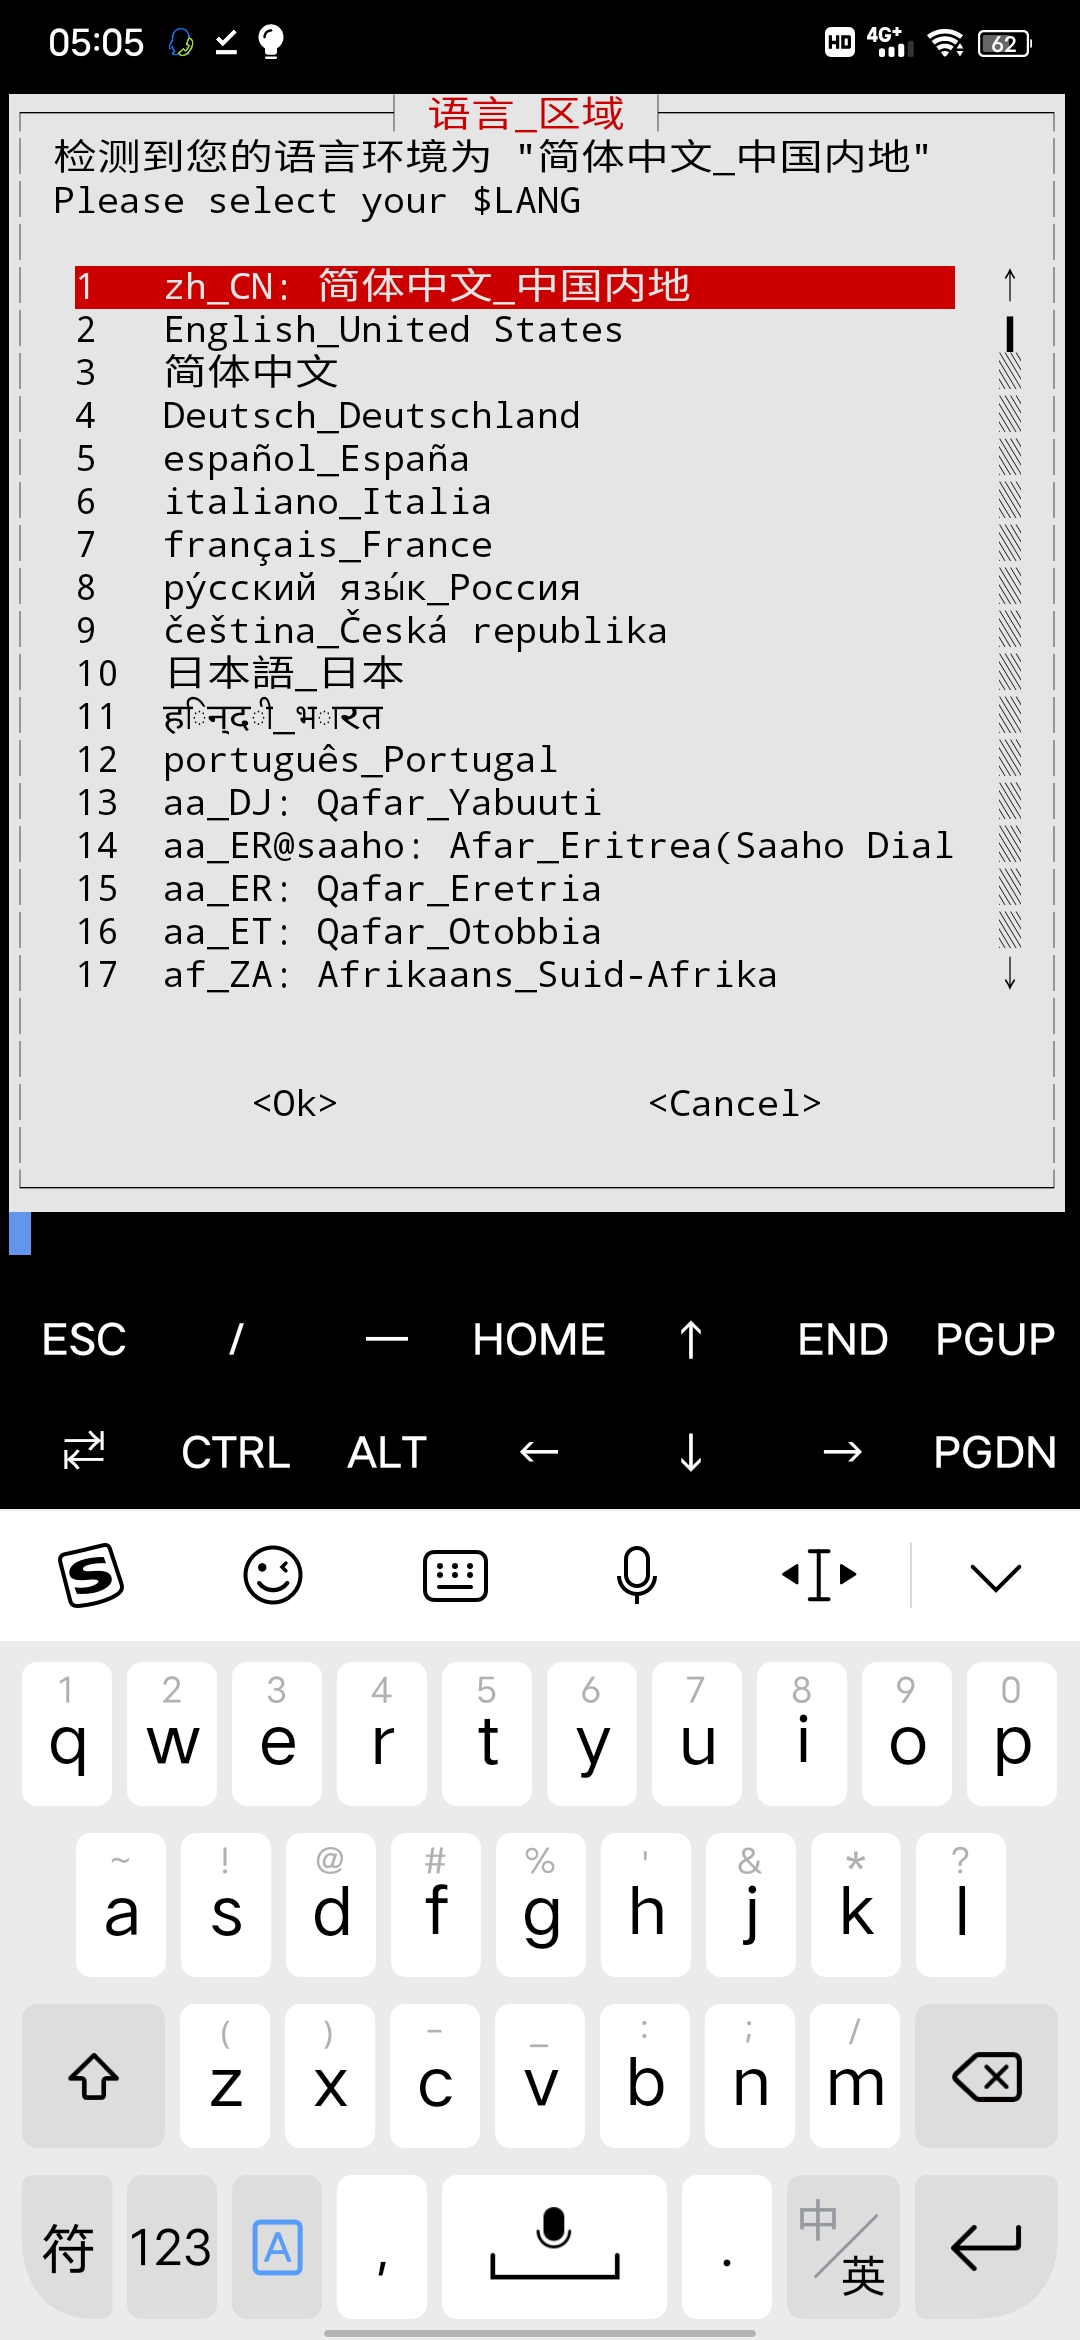 05:05
HD 4G+ 62
语言_区域
检测到您的语言环境为 "简体中文_中国内地"
Please select your $LANG
1 zh_CN: 简体中文_中国内地
2 English_United States
3 简体中文
4 Deutsch_Deutschland
5 español_España
6 italiano_Italia
7 français_France
8 ру́сский язы́к_Россия
9 čeština_Česká republika
10 日本語_日本
11 हिन्दी_भारत
12 português_Portugal
13 aa_DJ: Qafar_Yabuuti
14 aa_ER@saaho: Afar_Eritrea(Saaho Dial
15 aa_ER: Qafar_Eretria
16 aa_ET: Qafar_Otobbia
17 af_ZA: Afrikaans_Suid-Afrika
<Ok> <Cancel>
ESC / — HOME ↑ END PGUP
CTRL ALT ← ↓ → PGDN
1 2 3 4 5 6 7 8 9 0
q w e r t y u i o p
~ ! @ # % ' & * ?
a s d f g h j k l
( ) - _ : ; /
z x c v b n m
符 123 A , . 中/英